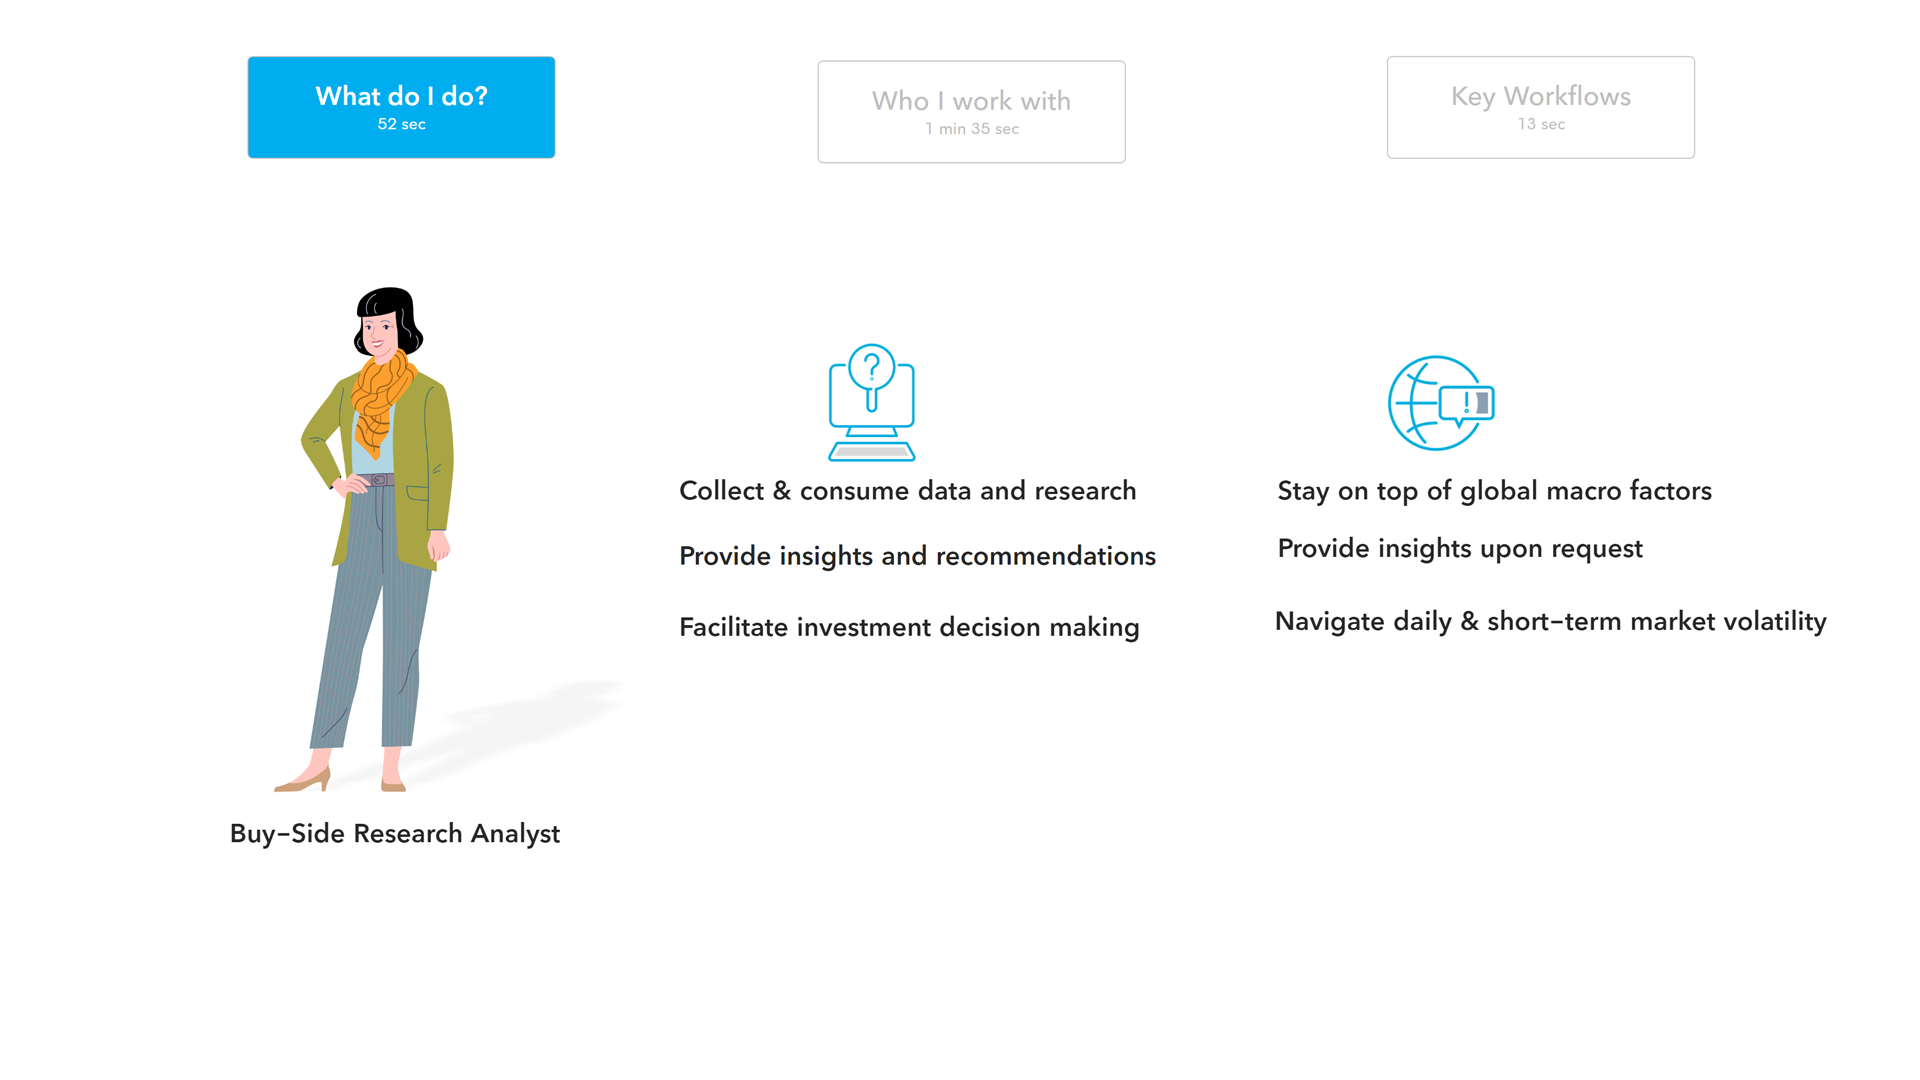 What do I do?
52 sec
Who I work with
1 min 35 sec
Key Workflows
13 sec
Collect & consume data and research
Provide insights and recommendations
Facilitate investment decision making
Stay on top of global macro factors
Provide insights upon request
Navigate daily & short-term market volatility
Buy-Side Research Analyst